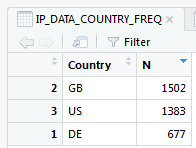 IP_DATA_COUNTRY_FREQ
Filter
Country N
2 GB 1502
3 US 1383
1 DE 677